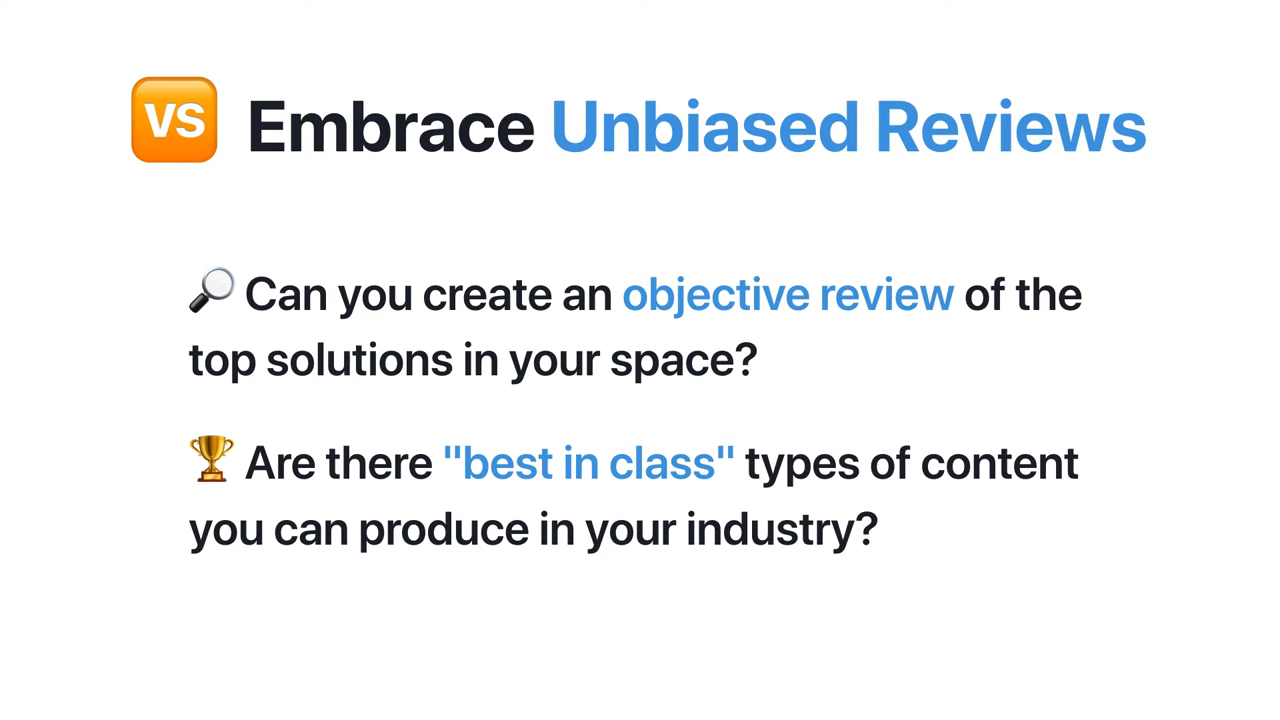 🆚 Embrace Unbiased Reviews
🔎 Can you create an objective review of the
top solutions in your space?
🏆 Are there "best in class" types of content
you can produce in your industry?